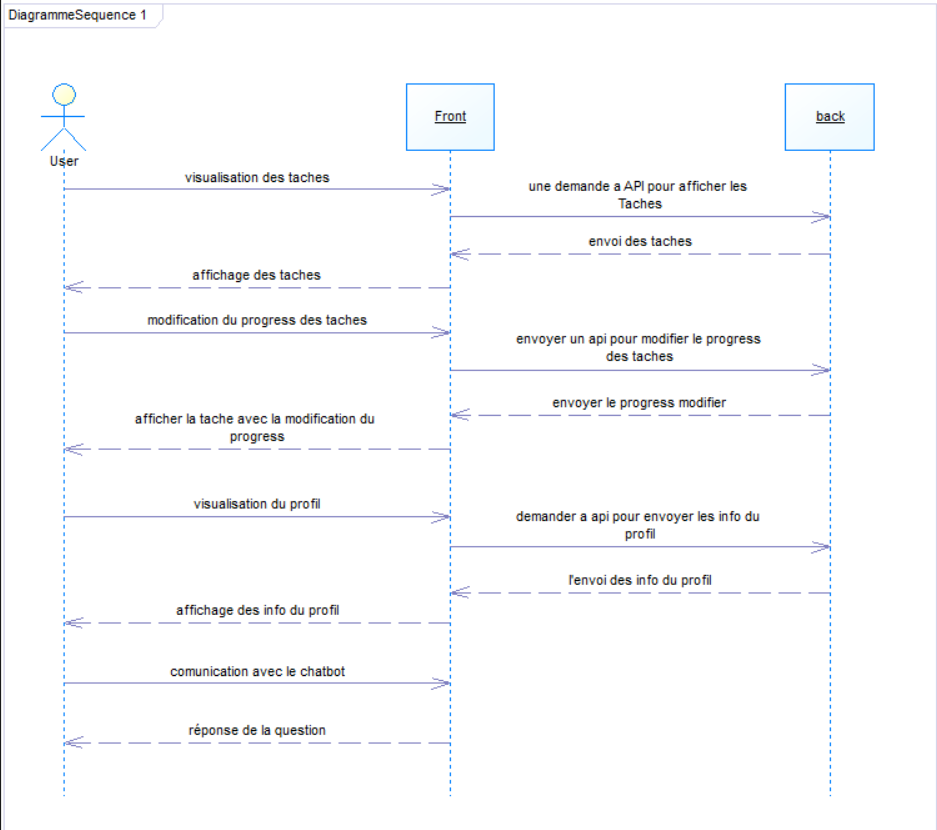 DiagrammeSequence 1
Front
back
User
visualisation des taches
une demande a API pour afficher les
Taches
envoi des taches
affichage des taches
modification du progress des taches
envoyer un api pour modifier le progress
des taches
envoyer le progress modifier
afficher la tache avec la modification du
progress
visualisation du profil
demander a api pour envoyer les info du
profil
l'envoi des info du profil
affichage des info du profil
comunication avec le chatbot
réponse de la question